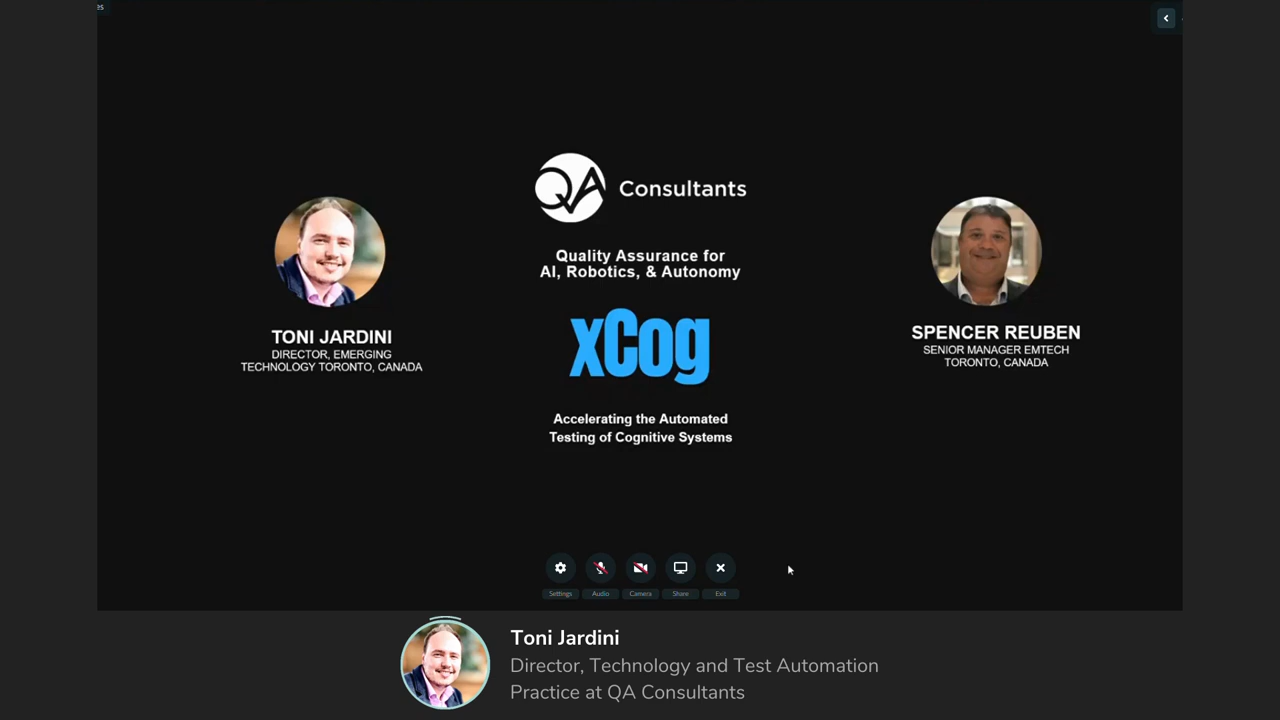 es
QA Consultants
Quality Assurance for
AI, Robotics, & Autonomy
xCog
Accelerating the Automated
Testing of Cognitive Systems
TONI JARDINI
DIRECTOR, EMERGING
TECHNOLOGY TORONTO, CANADA
SPENCER REUBEN
SENIOR MANAGER EMTECH
TORONTO, CANADA
Settings
Audio
Camera
Share
Exit
Toni Jardini
Director, Technology and Test Automation
Practice at QA Consultants